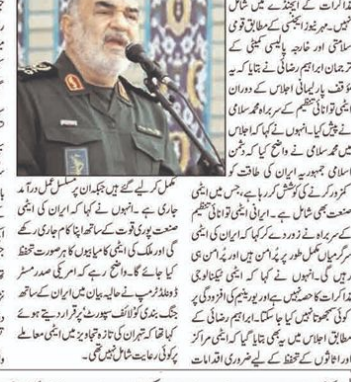 مذاکرات کے ایجنڈے میں شامل
نہیں۔ مہر نیوز ایجنسی کے مطابق قومی
سلامتی اور خارجہ پالیسی کمیٹی کے
ترجمان ابراہیم رضائی نے بتایا کہ یہ
مؤقف پارلیمانی اجلاس کے دوران
ایٹمی توانائی تنظیم کے سربراہ محمد سلامی
نے پیش کیا۔ انہوں نے کہا کہ اجلاس
میں محمد سلامی نے واضح کیا کہ دشمن
اسلامی جمہوریہ ایران کی طاقت کو
کمزور کرنے کی کوشش کر رہا ہے، جس میں ایٹمی
صنعت بھی شامل ہے۔ ایرانی ایٹمی توانائی تنظیم
کے سربراہ نے زور دے کر کہا کہ ایران کی ایٹمی
سرگرمیاں مکمل طور پر پُرامن ہیں اور پُرامن ہی
رہیں گی۔ انہوں نے کہا کہ ایٹمی ٹیکنالوجی
مذاکرات کا حصہ نہیں ہے اور یورینیم کی افزودگی پر
کوئی سمجھوتا نہیں کیا جا سکتا۔ ابراہیم رضائی کے
مطابق اجلاس میں یہ بھی بتایا گیا کہ ایٹمی مراکز
اور اثاثوں کے تحفظ کے لیے ضروری اقدامات
مکمل کر لیے گئے ہیں جبکہ ان پر مسلسل عمل درآمد
جاری ہے۔ انہوں نے کہا کہ ایران کی ایٹمی
صنعت پوری قوت کے ساتھ اپنا کام جاری رکھے
گی اور ملک کی ایٹمی کامیابیوں کا ہر صورت تحفظ
کیا جائے گا۔ واضح رہے کہ امریکی صدر مسٹر
ڈونلڈ ٹرمپ نے حالیہ بیان میں ایران کے ساتھ
جنگ بندی کو لائف سپورٹ پر قرار دیتے ہوئے
کہا تھا کہ تہران کی تازہ تجاویز میں ایٹمی معاملے
پر کوئی رعایت شامل نہیں تھی۔